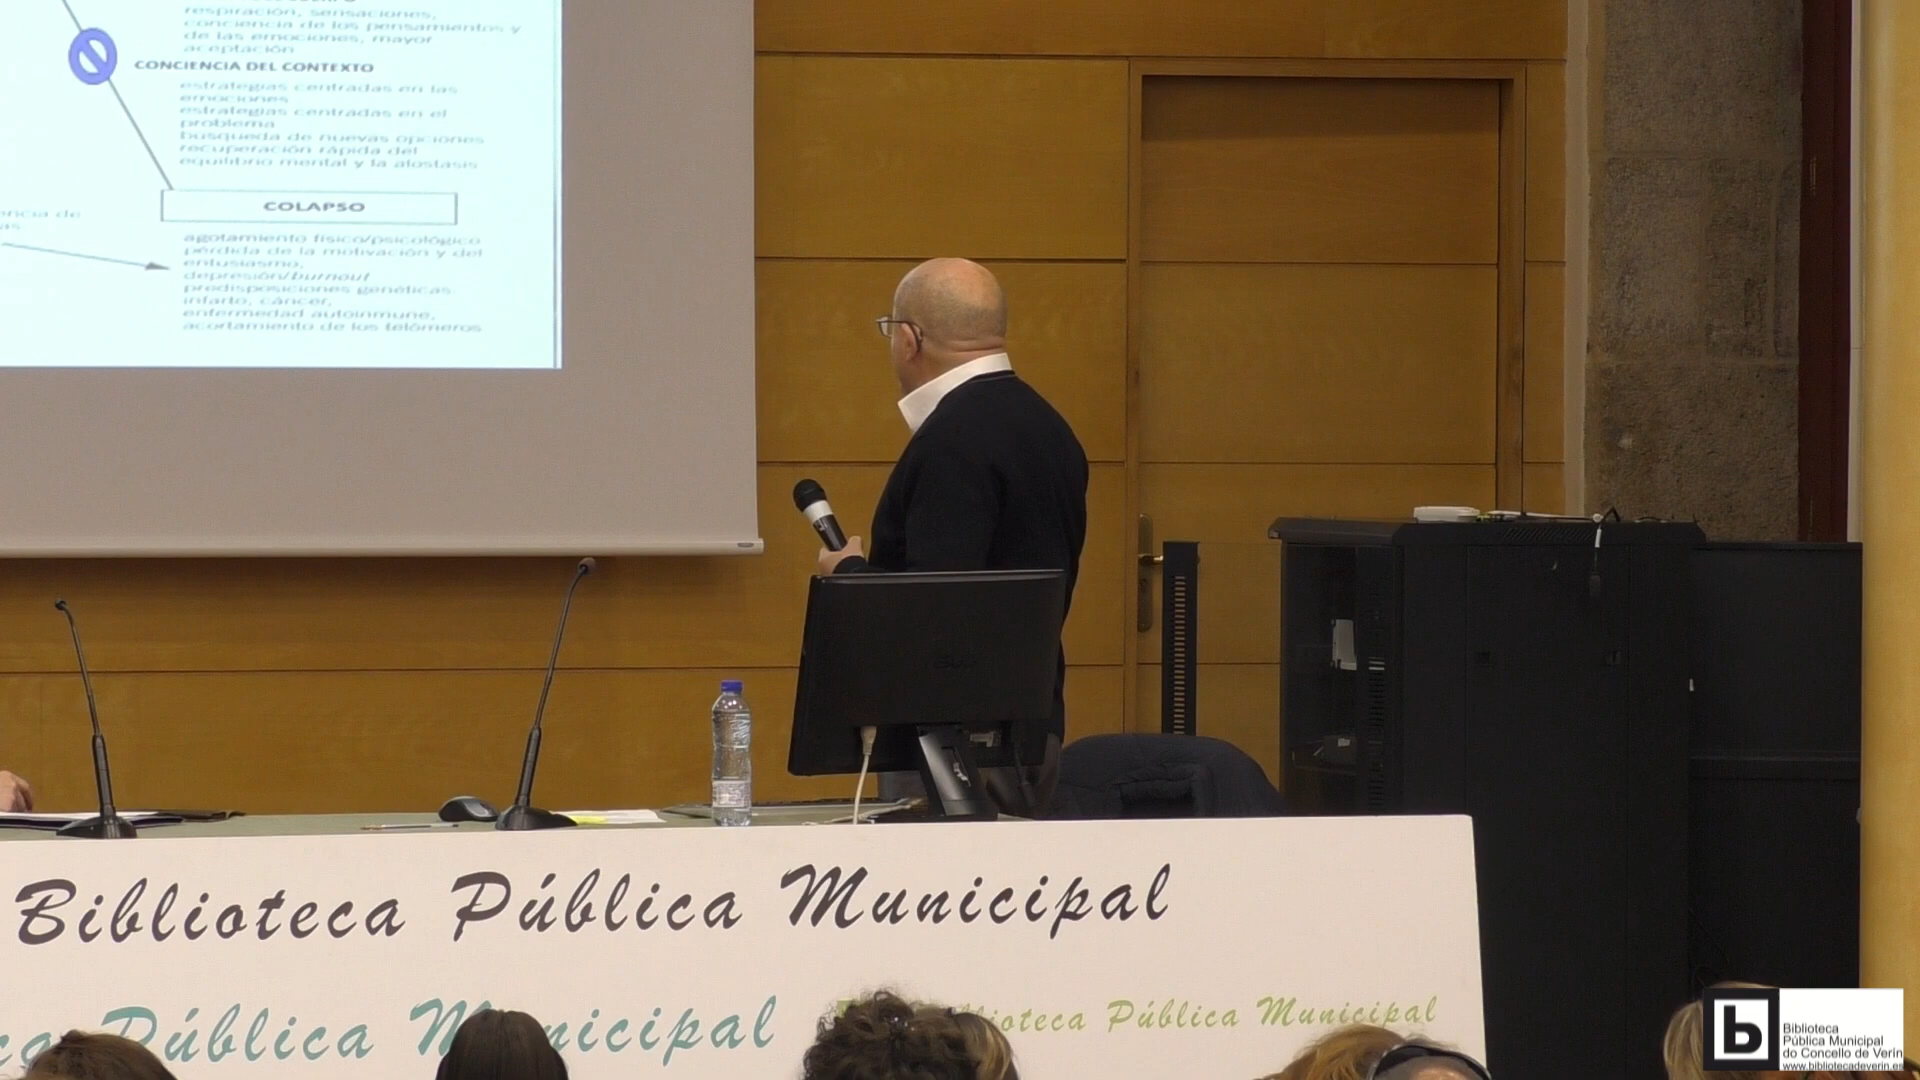 respiración, sensaciones,
conciencia de los pensamientos y
de las emociones, mayor
aceptación
CONCIENCIA DEL CONTEXTO
estrategias centradas en las
emociones
estrategias centradas en el
problema
busqueda de nuevas opciones
recuperación rápida del
equilibrio mental y la alostasis
COLAPSO
agotamiento físico/psicológico
pérdida de la motivación y del
entusiasmo,
depresión/burnout
predisposiciones genéticas
infarto, cáncer,
enfermedad autoinmune,
acortamiento de los telómeros
Biblioteca Pública Municipal
Pública Municipal
Pública Municipal
b
Biblioteca
Pública Municipal
do Concello de Verín
www.bibliotecadeverin.es